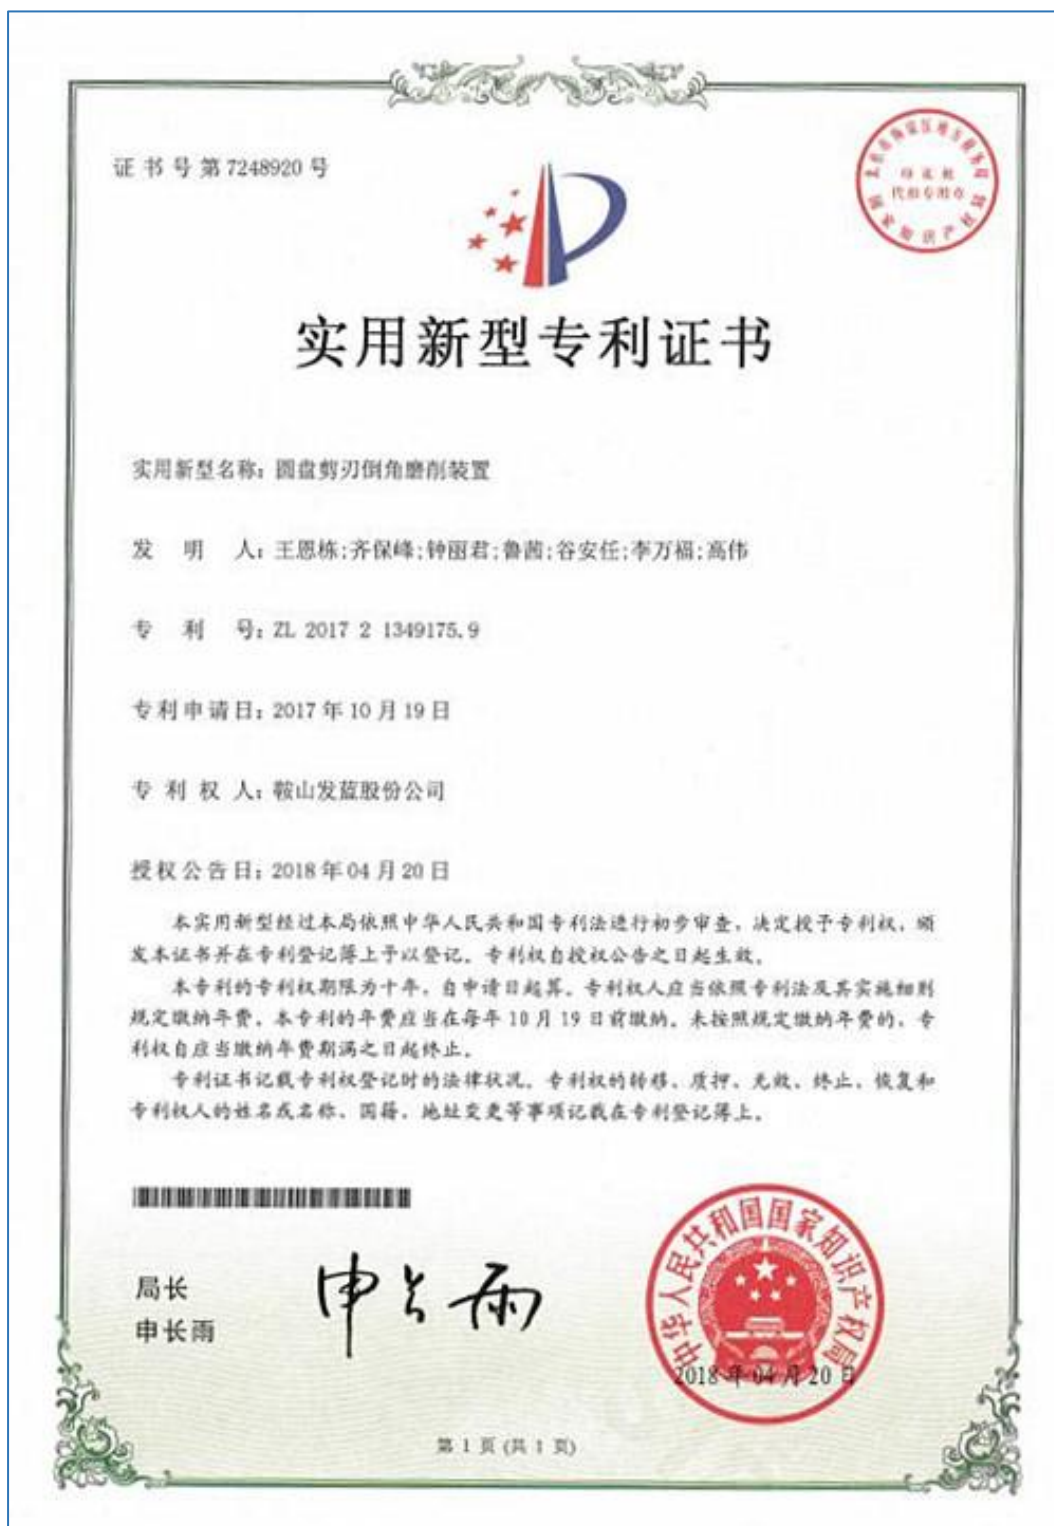 证书号第7248920号
印花税
代扣专用章
国家知识产权局
实用新型专利证书
实用新型名称：圆盘剪刃倒角磨削装置
发明人：王恩栋;齐保峰;钟丽君;鲁茜;谷安任;李万福;高伟
专利号：ZL 2017 2 1349175.9
专利申请日：2017年10月19日
专利权人：鞍山发蓝股份公司
授权公告日：2018年04月20日
本实用新型经过本局依照中华人民共和国专利法进行初步审查，决定授予专利权，颁
发本证书并在专利登记簿上予以登记。专利权自授权公告之日起生效。
本专利的专利权期限为十年，自申请日起算。专利权人应当依照专利法及其实施细则
规定缴纳年费。本专利的年费应当在每年10月19日前缴纳。未按照规定缴纳年费的，专
利权自应当缴纳年费期满之日起终止。
专利证书记载专利权登记时的法律状况。专利权的转移、质押、无效、终止、恢复和
专利权人的姓名或名称、国籍、地址变更等事项记载在专利登记簿上。
局长
申长雨
申长雨
中华人民共和国国家知识产权局
2018年04月20日
第1页(共1页)